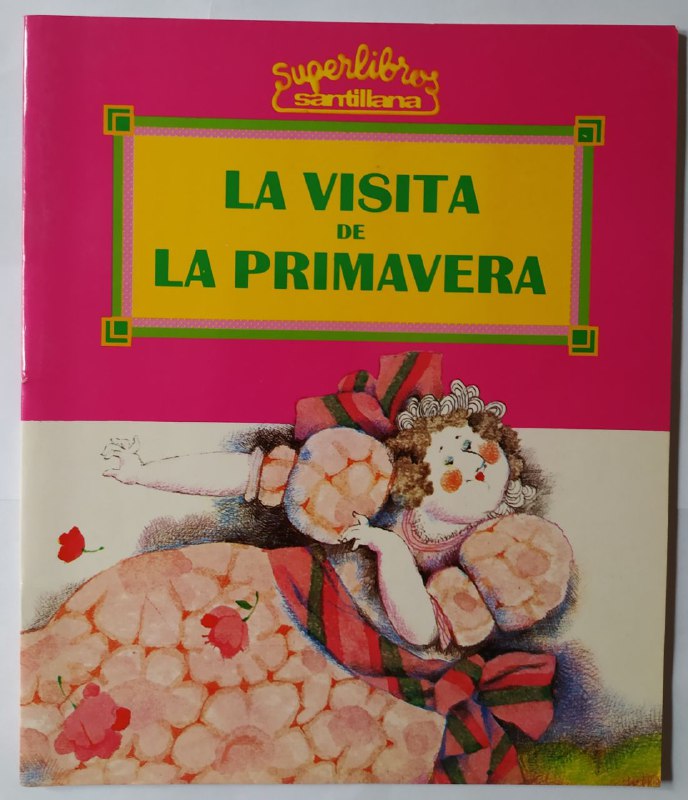 Superlibros
santillana
LA VISITA
DE
LA PRIMAVERA